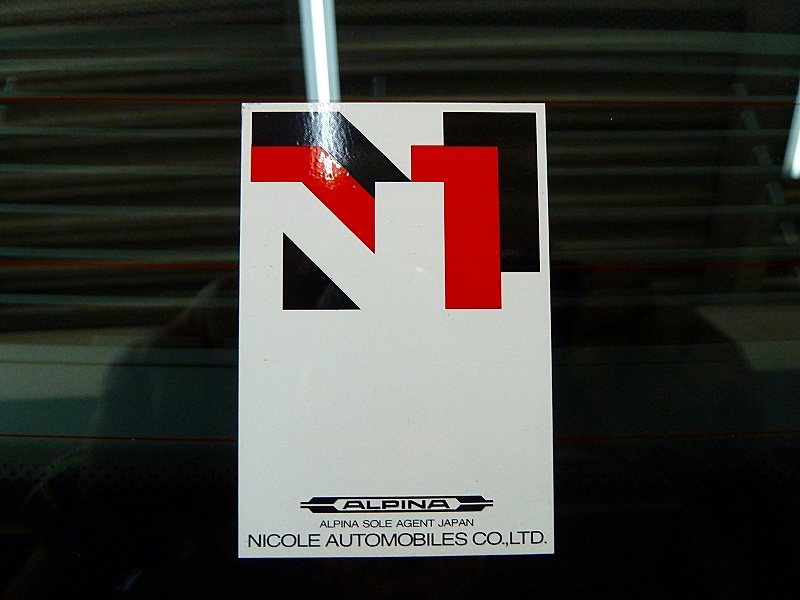 ALPINA
ALPINA SOLE AGENT JAPAN
NICOLE AUTOMOBILES CO.,LTD.